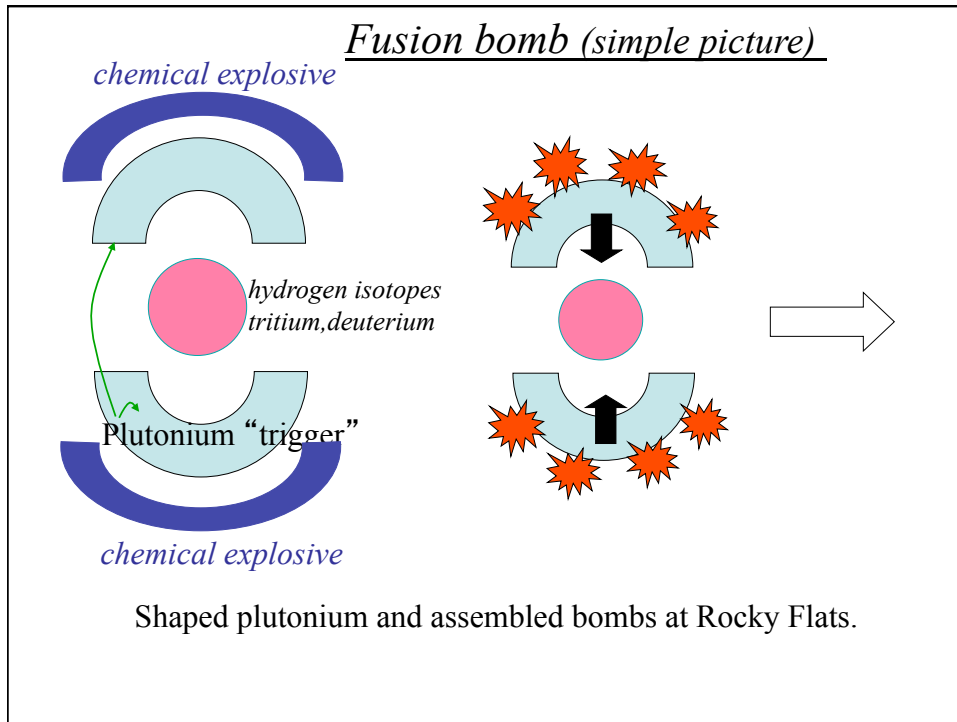 Fusion bomb (simple picture)
chemical explosive
hydrogen isotopes
tritium,deuterium
Plutonium “trigger”
chemical explosive
Shaped plutonium and assembled bombs at Rocky Flats.